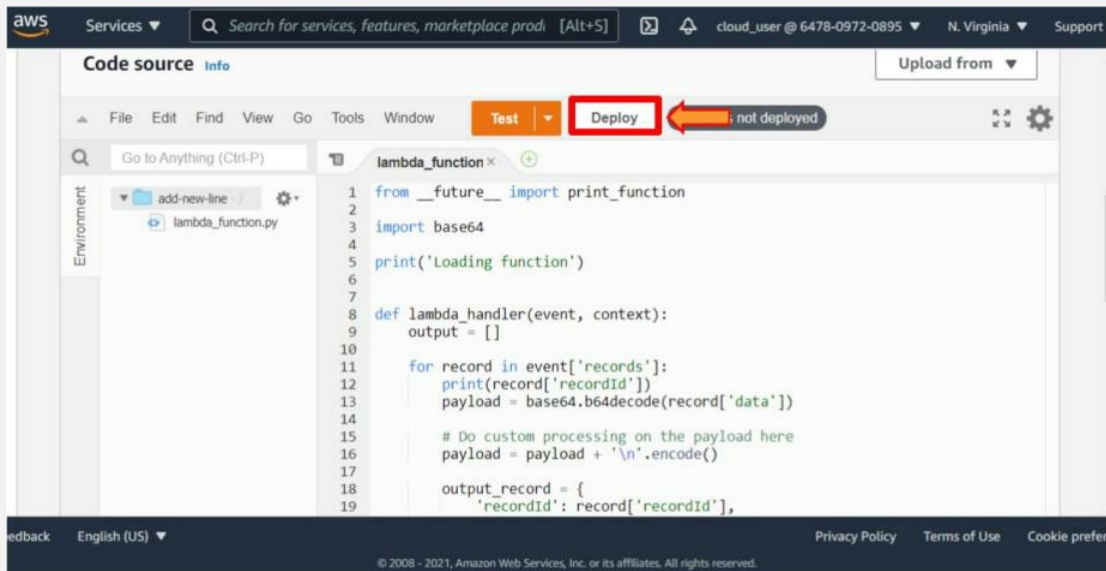 aws Services ▼ Search for services, features, marketplace produ [Alt+S] cloud_user @ 6478-0972-0895 ▼ N. Virginia ▼ Support
Code source Info Upload from ▼
File Edit Find View Go Tools Window Test Deploy not deployed
Go to Anything (Ctrl-P) lambda_function ×
Environment
add-new-line /
lambda_function.py
1 from __future__ import print_function
2
3 import base64
4
5 print('Loading function')
6
7
8 def lambda_handler(event, context):
9 output = []
10
11 for record in event['records']:
12 print(record['recordId'])
13 payload = base64.b64decode(record['data'])
14
15 # Do custom processing on the payload here
16 payload = payload + '\n'.encode()
17
18 output_record = {
19 'recordId': record['recordId'],
edback English (US) ▼ Privacy Policy Terms of Use Cookie prefer
© 2008 - 2021, Amazon Web Services, Inc. or its affiliates. All rights reserved.